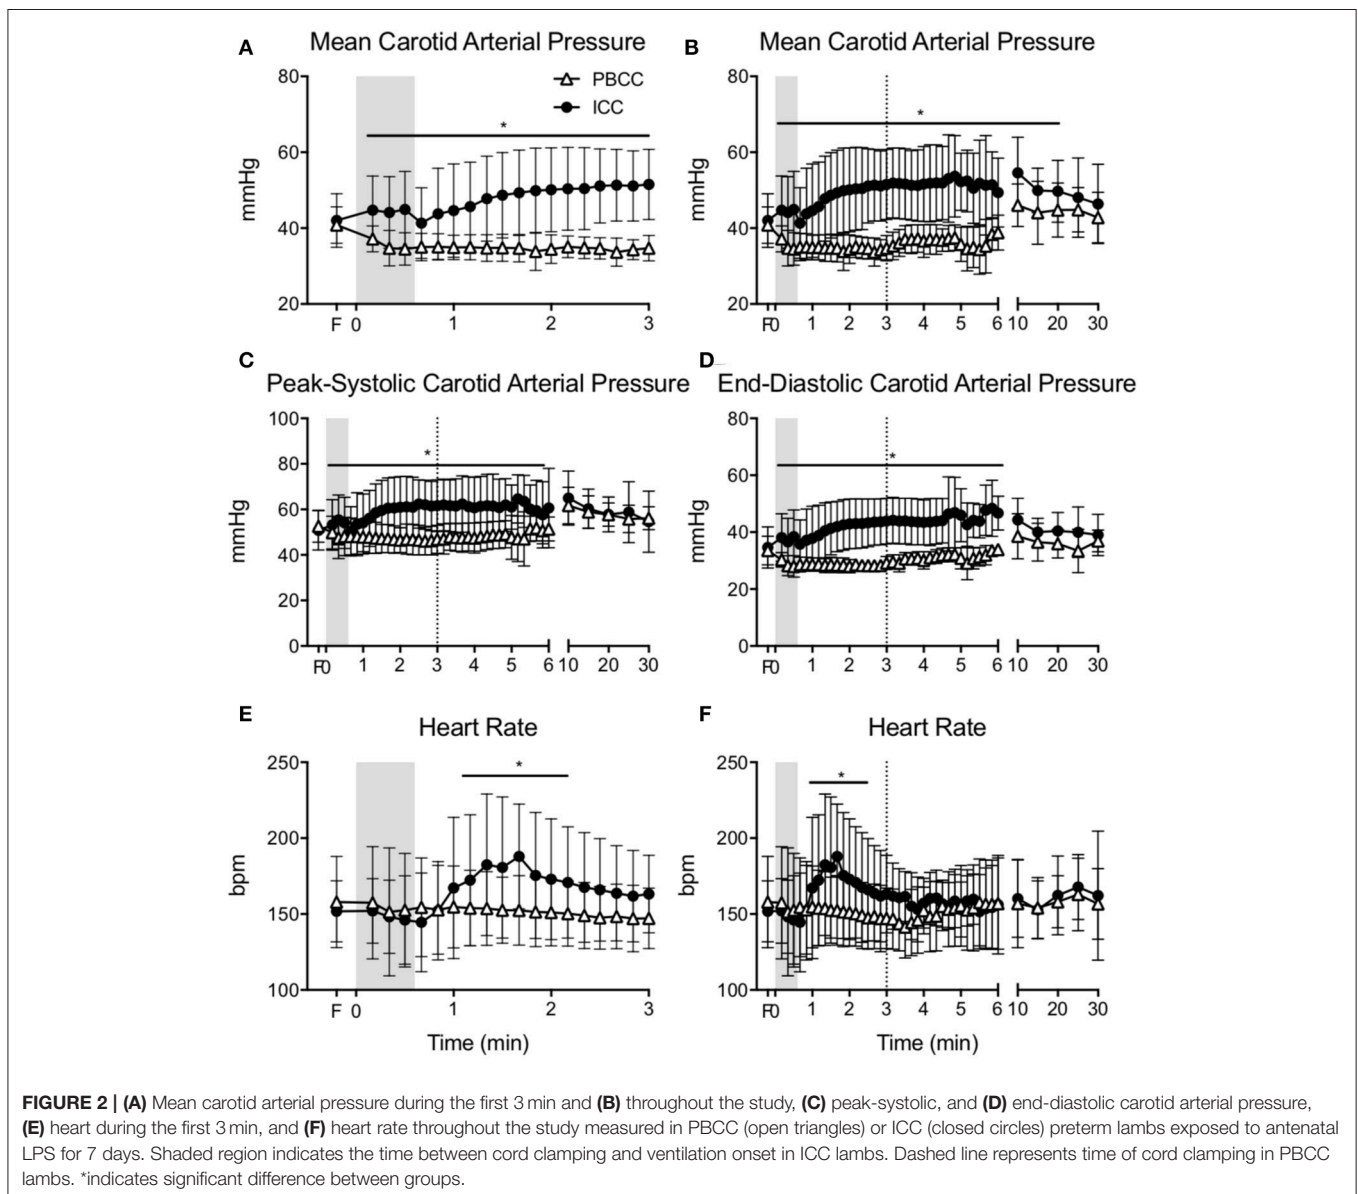 A
Mean Carotid Arterial Pressure
80
60
40
20
mmHg
PBCC
ICC
*
F 0 1 2 3
B
Mean Carotid Arterial Pressure
80
60
40
20
mmHg
*
F0 1 2 3 4 5 6 10 20 30
C
Peak-Systolic Carotid Arterial Pressure
100
80
60
40
20
0
mmHg
*
F0 1 2 3 4 5 6 10 20 30
D
End-Diastolic Carotid Arterial Pressure
80
60
40
20
0
mmHg
*
F0 1 2 3 4 5 6 10 20 30
E
Heart Rate
250
200
150
100
bpm
*
F 0 1 2 3
Time (min)
F
Heart Rate
250
200
150
100
bpm
*
F0 1 2 3 4 5 6 10 20 30
Time (min)
FIGURE 2 | (A) Mean carotid arterial pressure during the first 3 min and (B) throughout the study, (C) peak-systolic, and (D) end-diastolic carotid arterial pressure,
(E) heart during the first 3 min, and (F) heart rate throughout the study measured in PBCC (open triangles) or ICC (closed circles) preterm lambs exposed to antenatal
LPS for 7 days. Shaded region indicates the time between cord clamping and ventilation onset in ICC lambs. Dashed line represents time of cord clamping in PBCC
lambs. *indicates significant difference between groups.